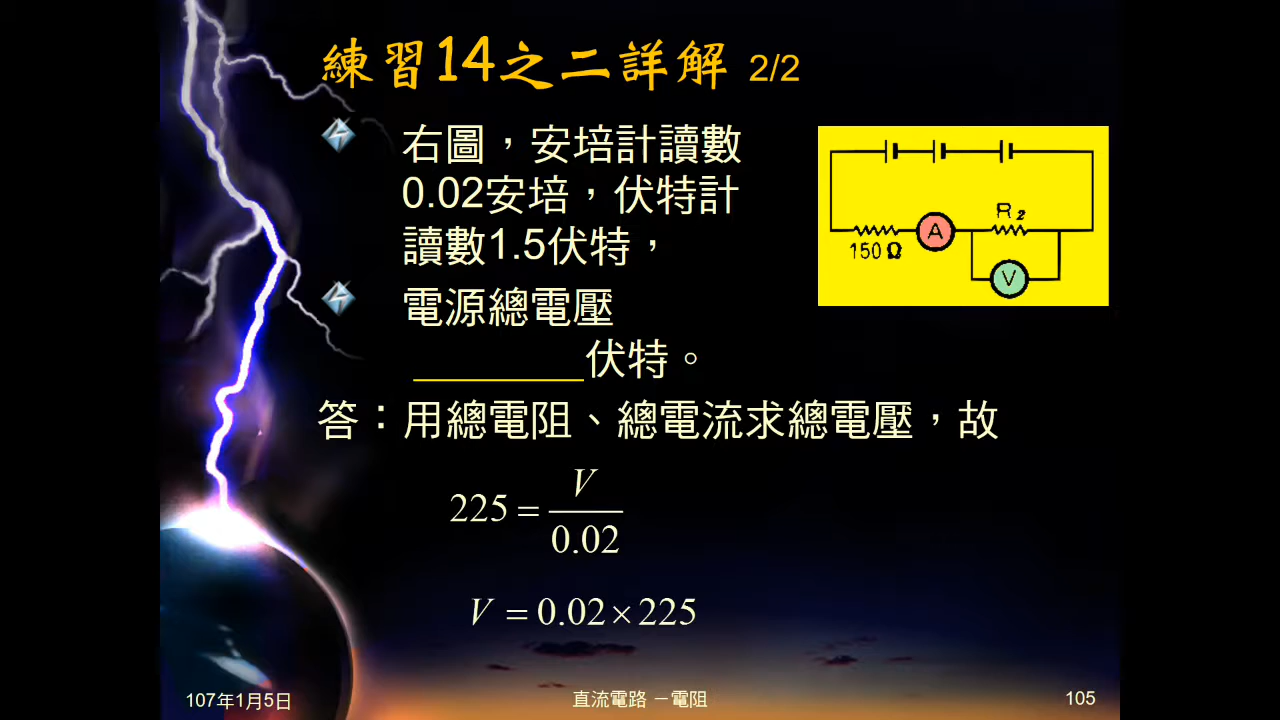 練習14之二詳解 2/2
右圖，安培計讀數
0.02安培，伏特計
讀數1.5伏特，
電源總電壓
________伏特。
R2
A
150Ω
V
答：用總電阻、總電流求總電壓，故
225 = V/0.02
V = 0.02×225
107年1月5日
直流電路 －電阻
105